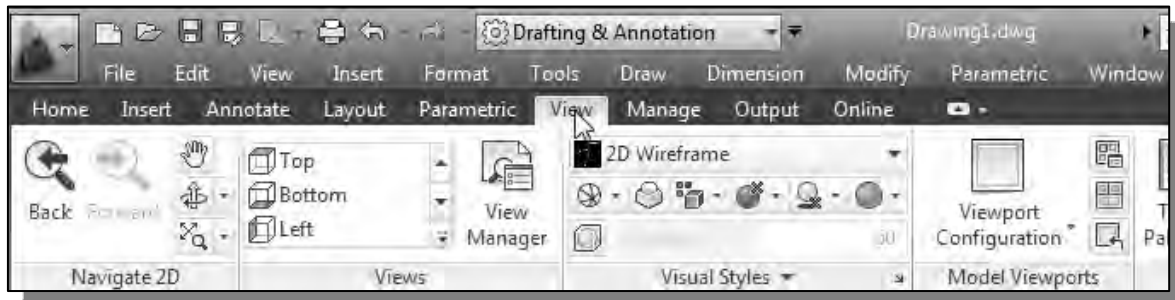 Drafting & Annotation Drawing1.dwg
File Edit View Insert Format Tools Draw Dimension Modify Parametric Window
Home Insert Annotate Layout Parametric View Manage Output Online
Top 2D Wireframe
Bottom
Back Forward View Viewport
Left Manager 50 Configuration
Navigate 2D Views Visual Styles Model Viewports